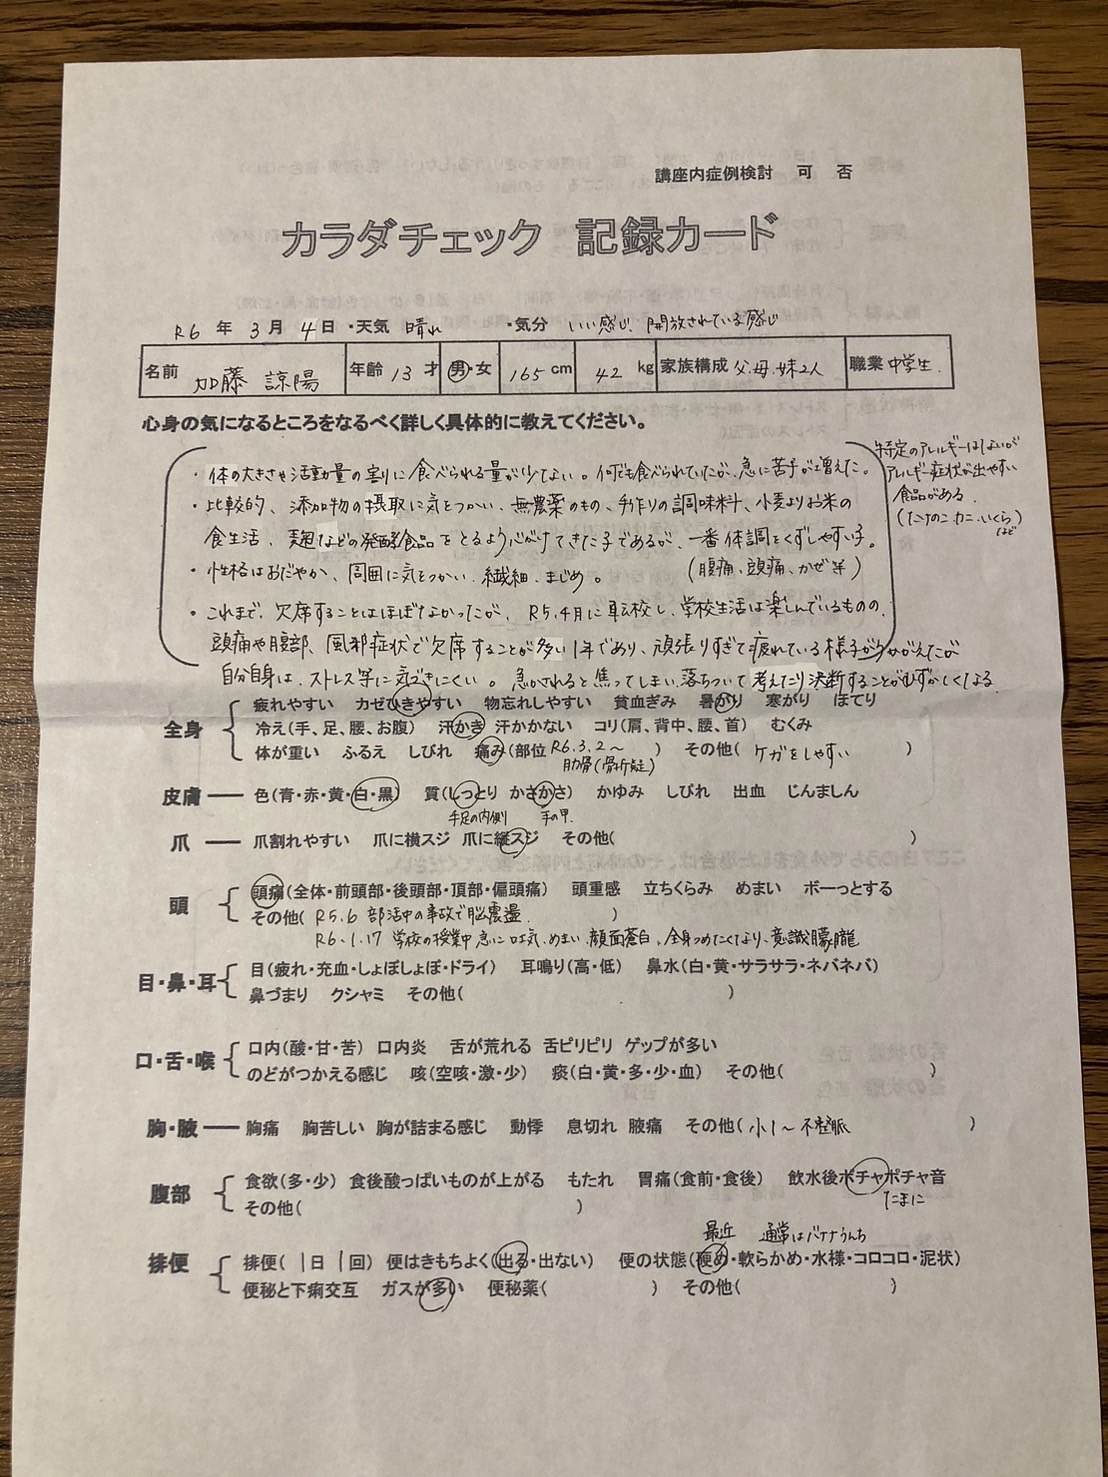 講座内症例検討　可　否
カラダチェック　記録カード
R6 年 3 月 4 日 ・天気 晴れ ・気分 いい感じ、開放されている感じ
名前 加藤 諒陽 年齢 13 才 男・女 165 cm 42 kg 家族構成 父.母.妹2人 職業 中学生.
心身の気になるところをなるべく詳しく具体的に教えてください。
・体の大きさや活動量の割に食べられる量が少ない。何でも食べられていたが、急に苦手が増えた。
・比較的、添加物の摂取に気をつかい、無農薬のもの、手作りの調味料、小麦よりお米の
食生活、麹などの発酵食品をとるよう心がけてきた子であるが、一番体調をくずしやすい子。
(腹痛、頭痛、かぜ等)
・性格はおだやか、周囲に気をつかい、繊細、まじめ。
・これまで、欠席することはほぼなかったが、R5.4月に転校し、学校生活は楽しんでいるものの、
頭痛や腹部、風邪症状で欠席することが多い1年であり、頑張りすぎて疲れている様子がうかがえたが
自分自身は、ストレス等に気づきにくい。急かされると焦ってしまい、落ちついて考えたり決断することがむずかしくなる
特定のアレルギーはないが
アレルギー症状が出やすい
食品がある.
(たけのこ.カニ.いくら)
など
全身 疲れやすい　カゼひきやすい　物忘れしやすい　貧血ぎみ　暑がり　寒がり　ほてり
冷え(手、足、腰、お腹)　汗かき　汗かかない　コリ(肩、背中、腰、首)　むくみ
体が重い　ふるえ　しびれ　痛み(部位 R6.3.2〜 )　その他( ケガをしやすい )
肋骨(骨折疑)
皮膚 色(青・赤・黄・白・黒)　質(しっとり　かさかさ)　かゆみ　しびれ　出血　じんましん
手足の内側　手の甲.
爪 爪割れやすい　爪に横スジ　爪に縦スジ　その他( )
頭 頭痛(全体・前頭部・後頭部・頂部・偏頭痛)　頭重感　立ちくらみ　めまい　ボーっとする
その他( R5.6 部活中の事故で脳震盪. )
R6.1.17 学校の授業中 急に吐気、めまい、顔面蒼白、全身つめたくなり、意識朦朧
目・鼻・耳 目(疲れ・充血・しょぼしょぼ・ドライ)　耳鳴り(高・低)　鼻水(白・黄・サラサラ・ネバネバ)
鼻づまり　クシャミ　その他( )
口・舌・喉 口内(酸・甘・苦)　口内炎　舌が荒れる　舌ピリピリ　ゲップが多い
のどがつかえる感じ　咳(空咳・激・少)　痰(白・黄・多・少・血)　その他( )
胸・腋 胸痛　胸苦しい　胸が詰まる感じ　動悸　息切れ　腋痛　その他( 小1〜不整脈 )
腹部 食欲(多・少)　食後酸っぱいものが上がる　もたれ　胃痛(食前・食後)　飲水後ポチャポチャ音
たまに
その他( )
最近　通常はバナナうんち
排便 排便( 1日 1回)　便はきもちよく(出る・出ない)　便の状態(硬め・軟らかめ・水様・コロコロ・泥状)
便秘と下痢交互　ガスが多い　便秘薬( )　その他( )